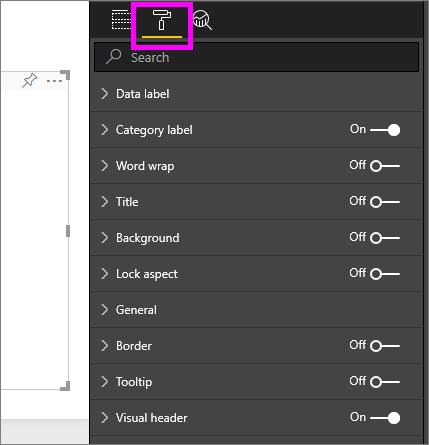 Search
Data label
Category label On
Word wrap Off
Title Off
Background Off
Lock aspect Off
General
Border Off
Tooltip Off
Visual header On